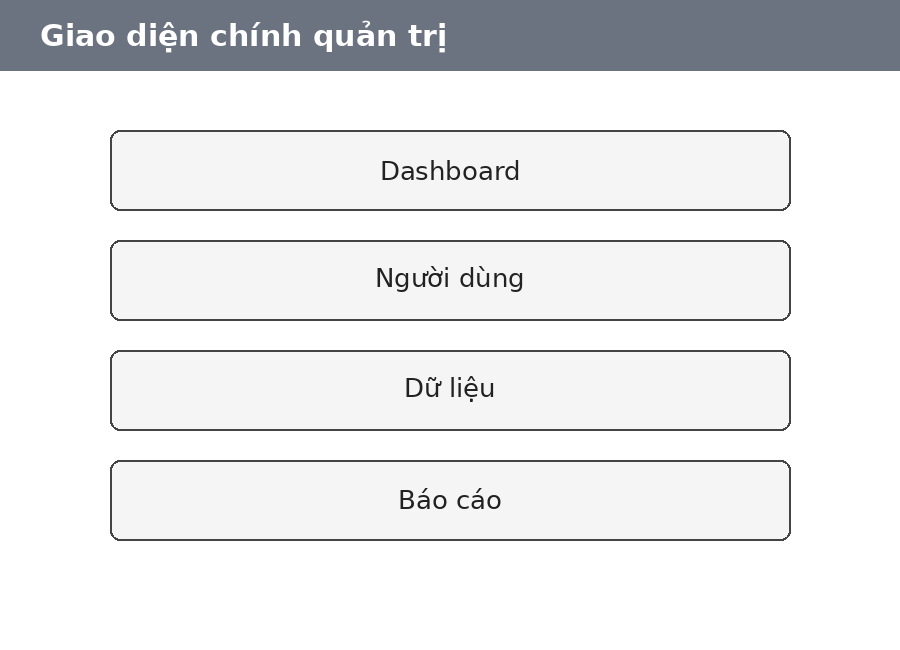 Giao diện chính quản trị
Dashboard
Người dùng
Dữ liệu
Báo cáo